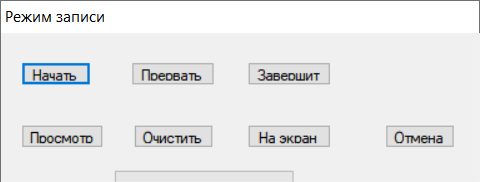 Режим записи
Начать Прервать Завершит
Просмотр Очистить На экран Отмена